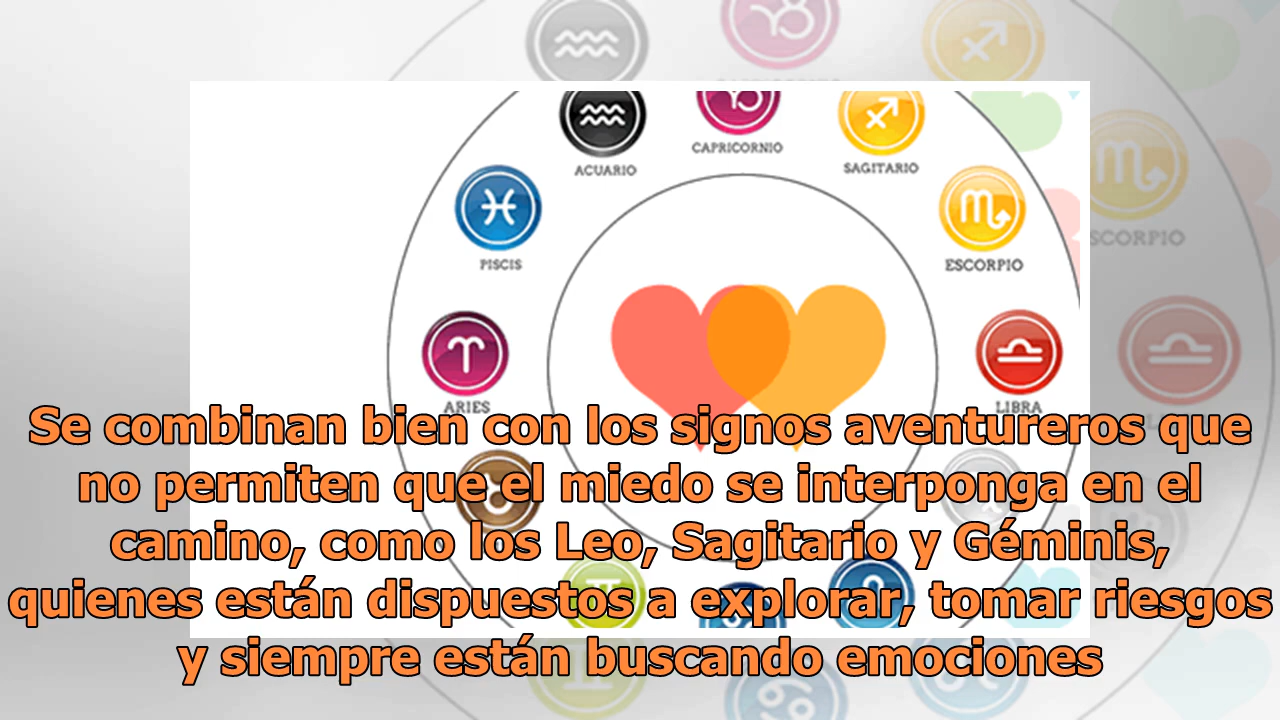 CAPRICORNIO
ACUARIO
SAGITARIO
PISCIS
ESCORPIO
SCORPIO
ARIES
LIBRA
Se combinan bien con los signos aventureros que
no permiten que el miedo se interponga en el
camino, como los Leo, Sagitario y Géminis,
quienes están dispuestos a explorar, tomar riesgos
y siempre están buscando emociones